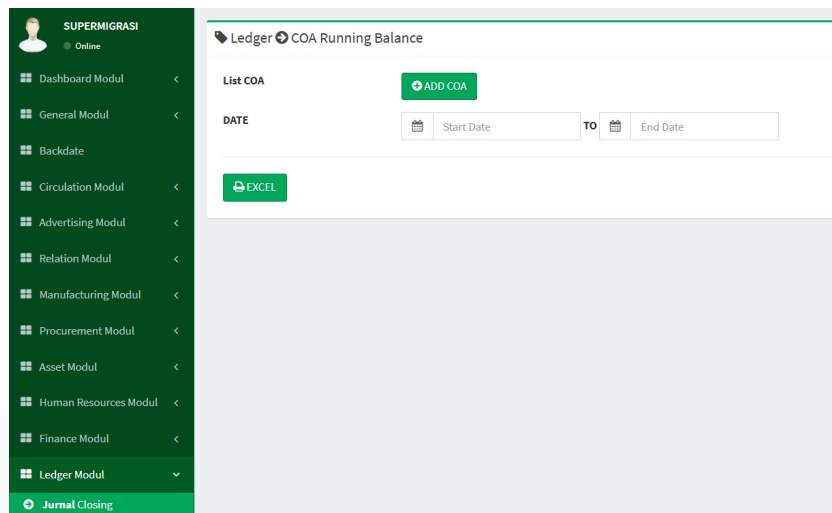 SUPERMIGRASI
Online
Dashboard Modul
General Modul
Backdate
Circulation Modul
Advertising Modul
Relation Modul
Manufacturing Modul
Procurement Modul
Asset Modul
Human Resources Modul
Finance Modul
Ledger Modul
Jurnal Closing
Ledger COA Running Balance
List COA ADD COA
DATE Start Date TO End Date
EXCEL